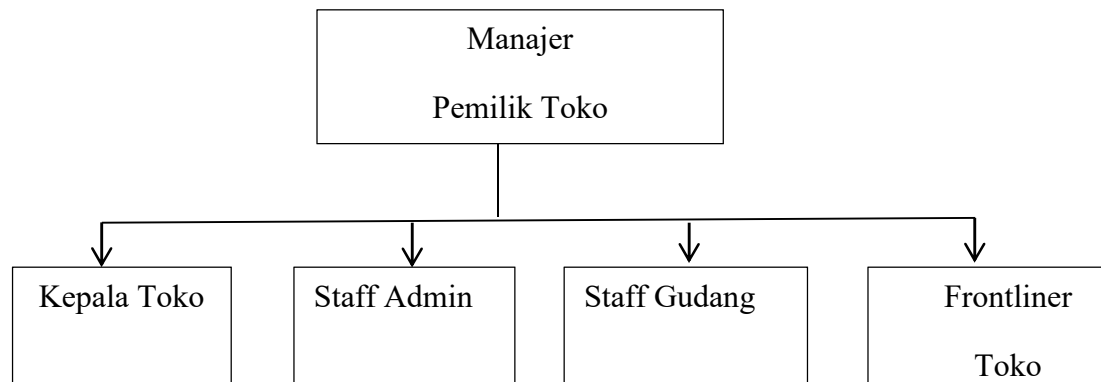 Manajer
Pemilik Toko
Kepala Toko
Staff Admin
Staff Gudang
Frontliner
Toko